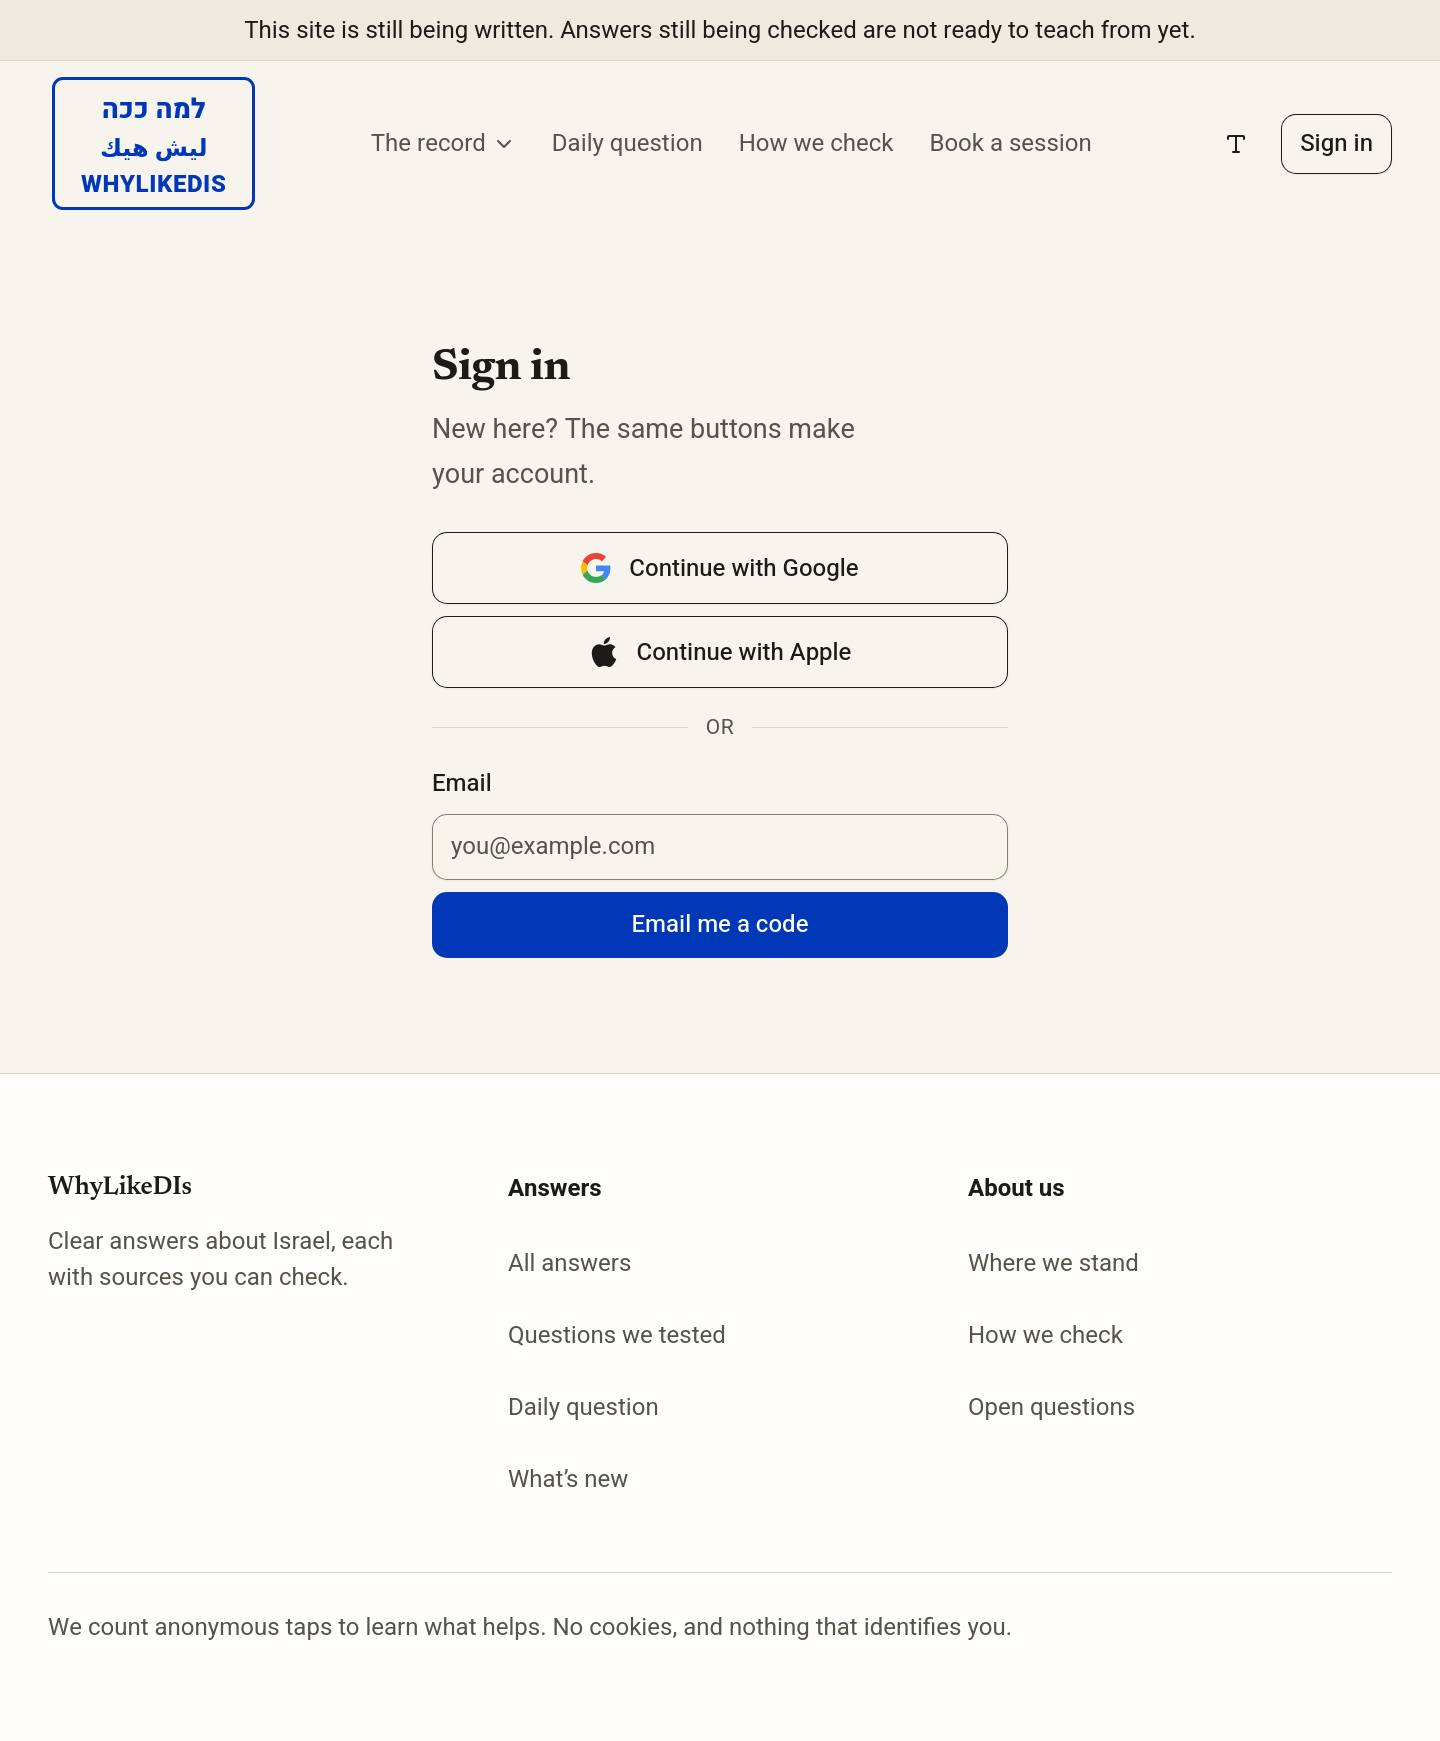 This site is still being written. Answers still being checked are not ready to teach from yet.
למה ככה
ليش هيك
WHYLIKEDIS
The record
Daily question
How we check
Book a session
Sign in
Sign in
New here? The same buttons make
your account.
Continue with Google
Continue with Apple
OR
Email
you@example.com
Email me a code
WhyLikeDIs
Clear answers about Israel, each
with sources you can check.
Answers
All answers
Questions we tested
Daily question
What’s new
About us
Where we stand
How we check
Open questions
We count anonymous taps to learn what helps. No cookies, and nothing that identifies you.